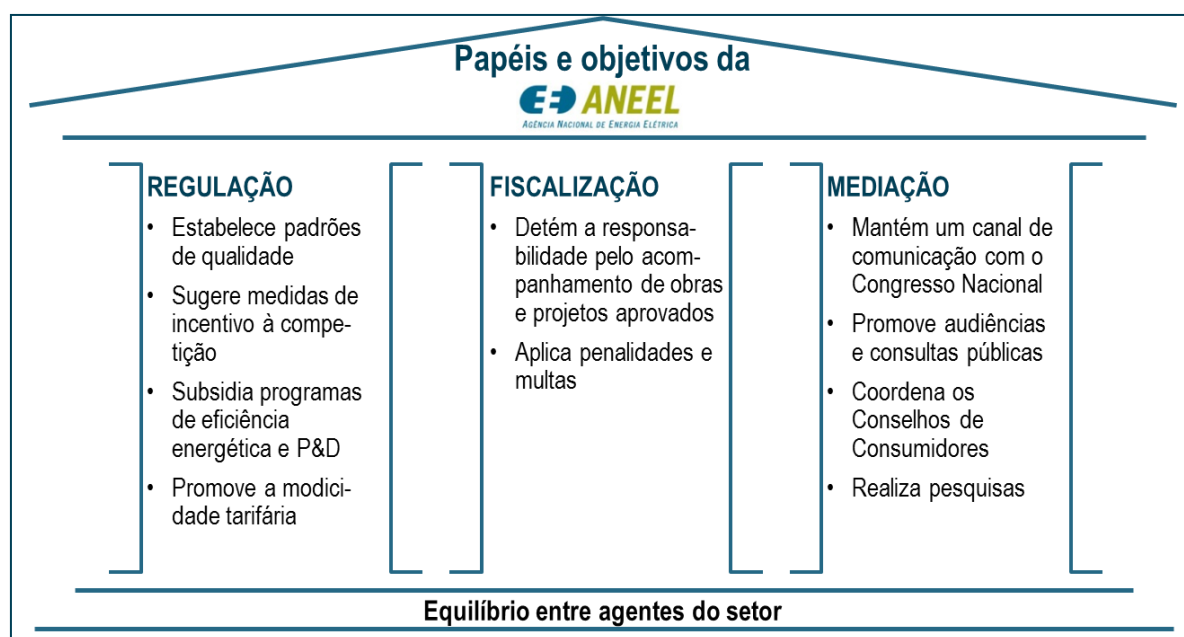 Papéis e objetivos da
ANEEL
AGÊNCIA NACIONAL DE ENERGIA ELÉTRICA
REGULAÇÃO
• Estabelece padrões
de qualidade
• Sugere medidas de
incentivo à compe-
tição
• Subsidia programas
de eficiência
energética e P&D
• Promove a modici-
dade tarifária
FISCALIZAÇÃO
• Detém a responsa-
bilidade pelo acom-
panhamento de obras
e projetos aprovados
• Aplica penalidades e
multas
MEDIAÇÃO
• Mantém um canal de
comunicação com o
Congresso Nacional
• Promove audiências
e consultas públicas
• Coordena os
Conselhos de
Consumidores
• Realiza pesquisas
Equilíbrio entre agentes do setor